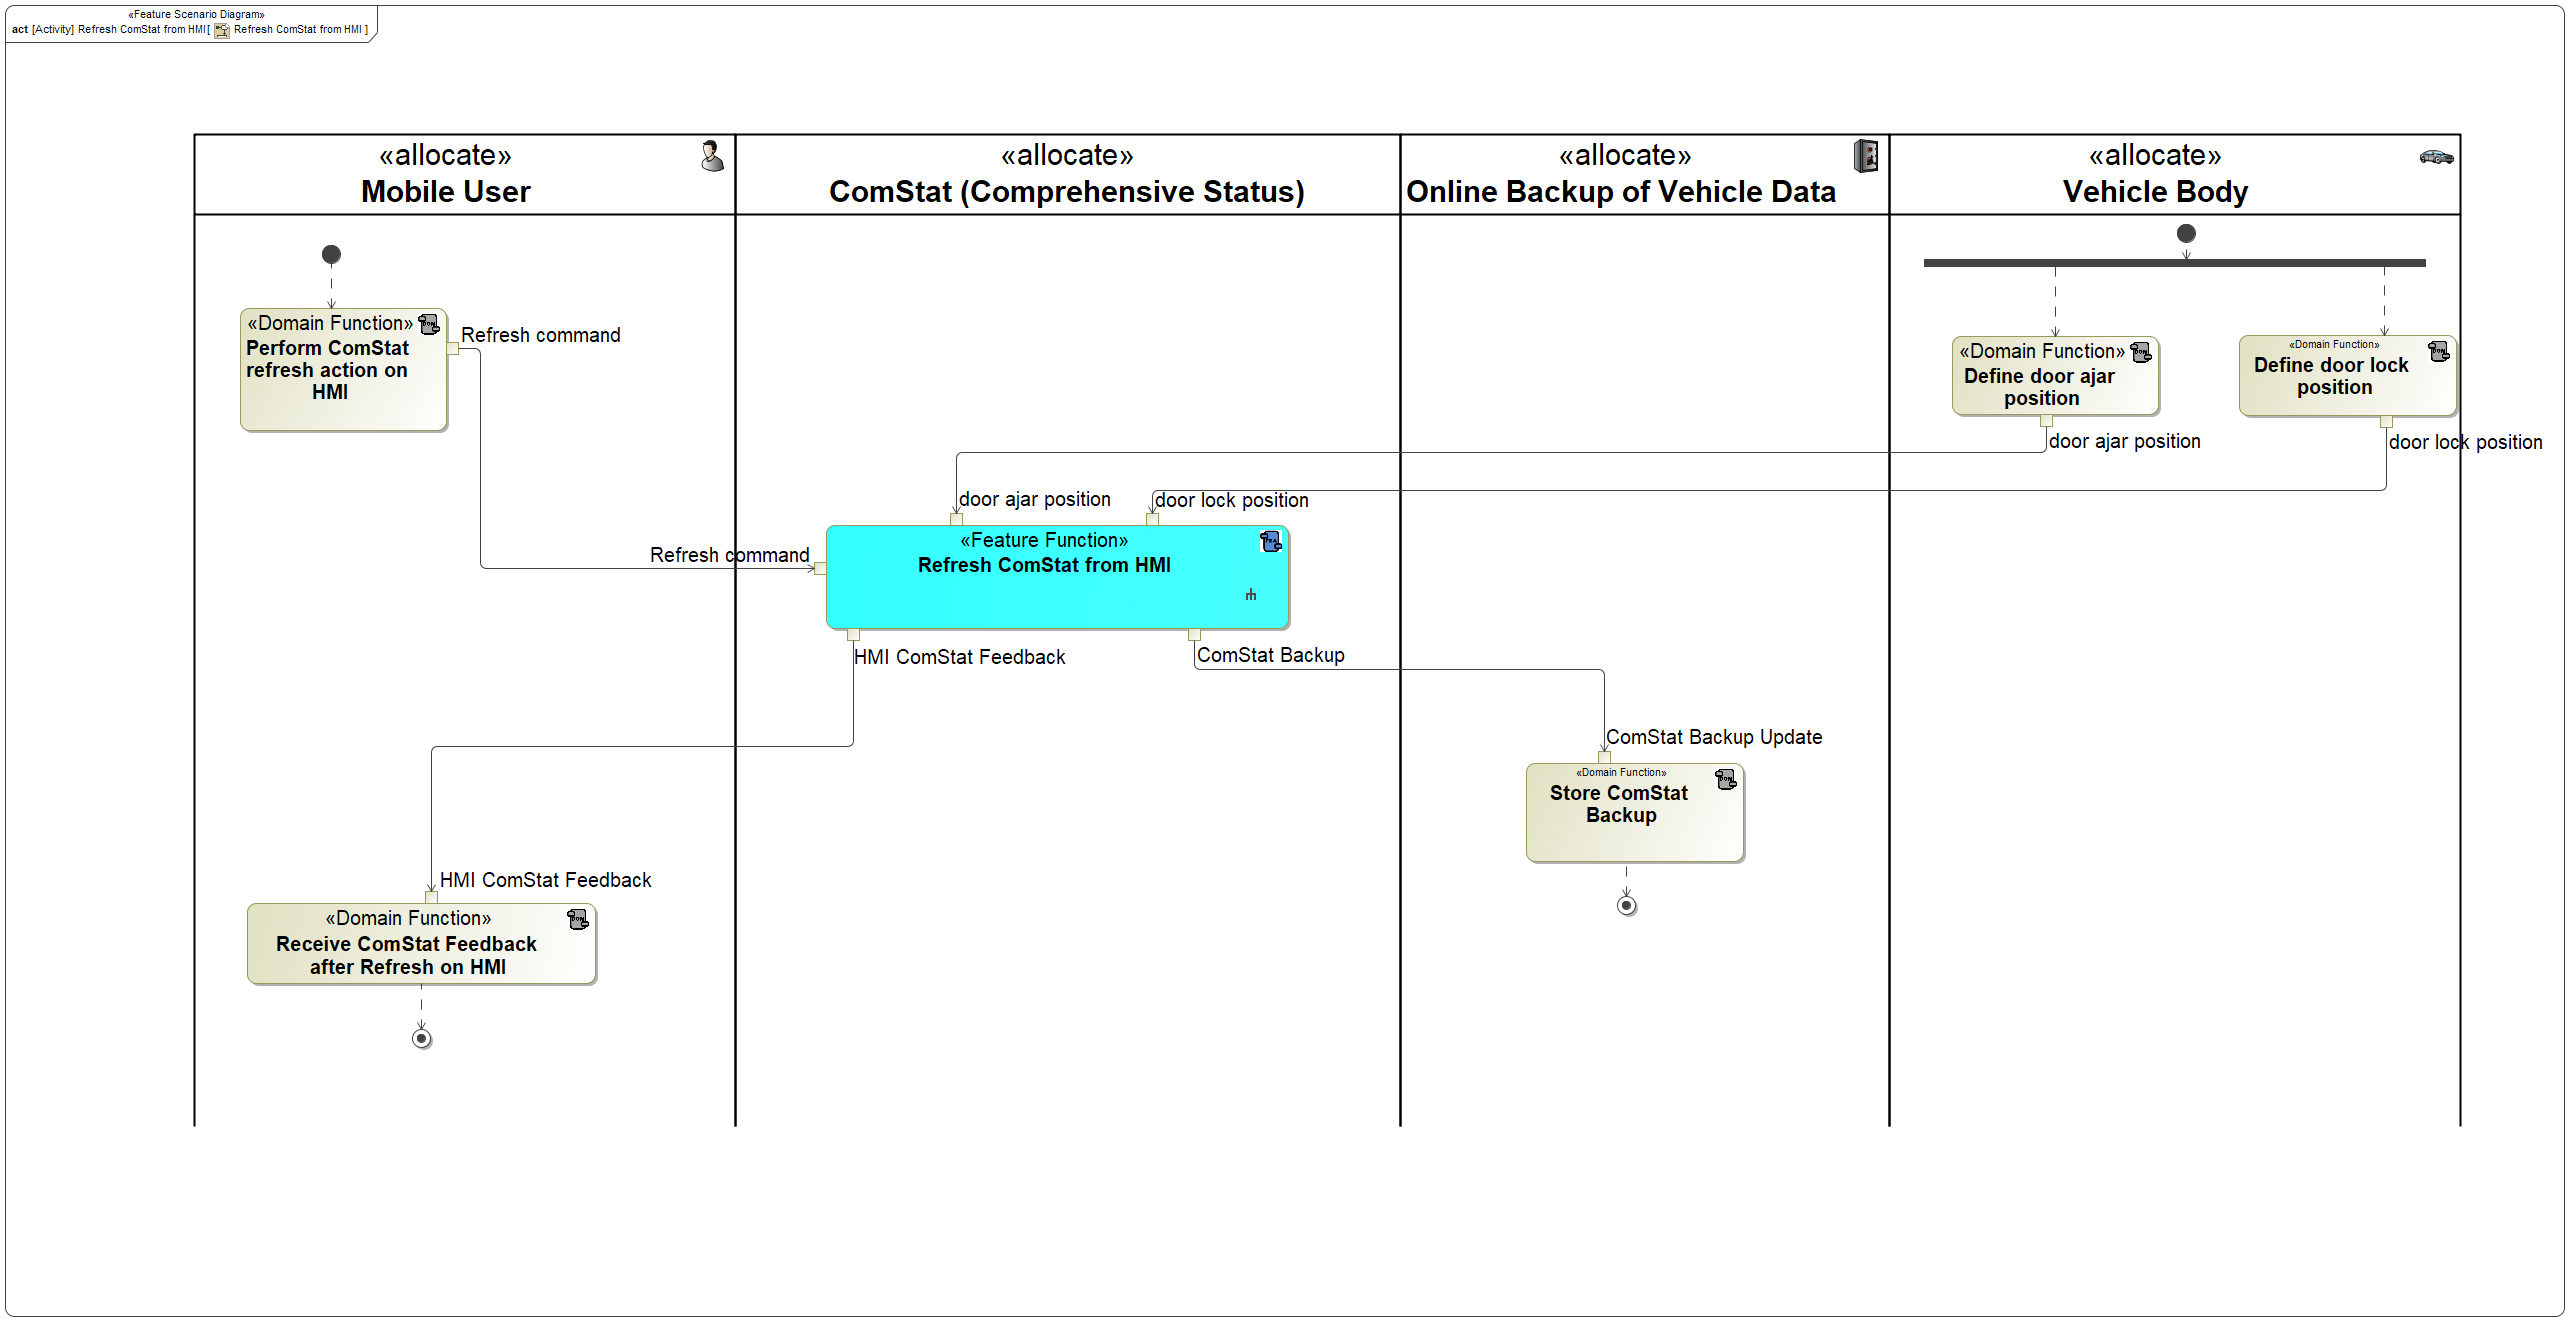 «Feature Scenario Diagram»
act [Activity] Refresh ComStat from HMI[ Refresh ComStat from HMI ]
«allocate»
Mobile User
«allocate»
ComStat (Comprehensive Status)
«allocate»
Online Backup of Vehicle Data
«allocate»
Vehicle Body
«Domain Function»
Perform ComStat
refresh action on
HMI
Refresh command
«Domain Function»
Define door ajar
position
«Domain Function»
Define door lock
position
door ajar position
door lock position
door ajar position
door lock position
Refresh command
«Feature Function»
Refresh ComStat from HMI
HMI ComStat Feedback
ComStat Backup
ComStat Backup Update
«Domain Function»
Store ComStat
Backup
HMI ComStat Feedback
«Domain Function»
Receive ComStat Feedback
after Refresh on HMI